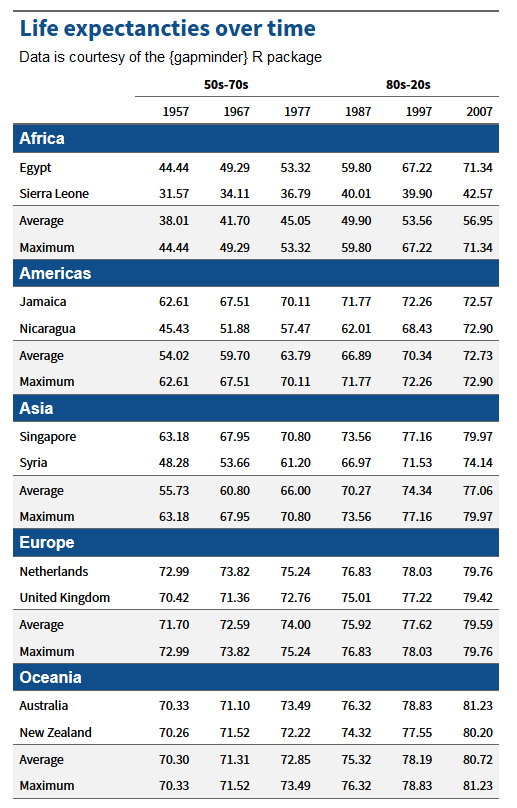 Life expectancties over time
Data is courtesy of the {gapminder} R package
50s-70s 80s-20s
1957 1967 1977 1987 1997 2007
Africa
Egypt 44.44 49.29 53.32 59.80 67.22 71.34
Sierra Leone 31.57 34.11 36.79 40.01 39.90 42.57
Average 38.01 41.70 45.05 49.90 53.56 56.95
Maximum 44.44 49.29 53.32 59.80 67.22 71.34
Americas
Jamaica 62.61 67.51 70.11 71.77 72.26 72.57
Nicaragua 45.43 51.88 57.47 62.01 68.43 72.90
Average 54.02 59.70 63.79 66.89 70.34 72.73
Maximum 62.61 67.51 70.11 71.77 72.26 72.90
Asia
Singapore 63.18 67.95 70.80 73.56 77.16 79.97
Syria 48.28 53.66 61.20 66.97 71.53 74.14
Average 55.73 60.80 66.00 70.27 74.34 77.06
Maximum 63.18 67.95 70.80 73.56 77.16 79.97
Europe
Netherlands 72.99 73.82 75.24 76.83 78.03 79.76
United Kingdom 70.42 71.36 72.76 75.01 77.22 79.42
Average 71.70 72.59 74.00 75.92 77.62 79.59
Maximum 72.99 73.82 75.24 76.83 78.03 79.76
Oceania
Australia 70.33 71.10 73.49 76.32 78.83 81.23
New Zealand 70.26 71.52 72.22 74.32 77.55 80.20
Average 70.30 71.31 72.85 75.32 78.19 80.72
Maximum 70.33 71.52 73.49 76.32 78.83 81.23